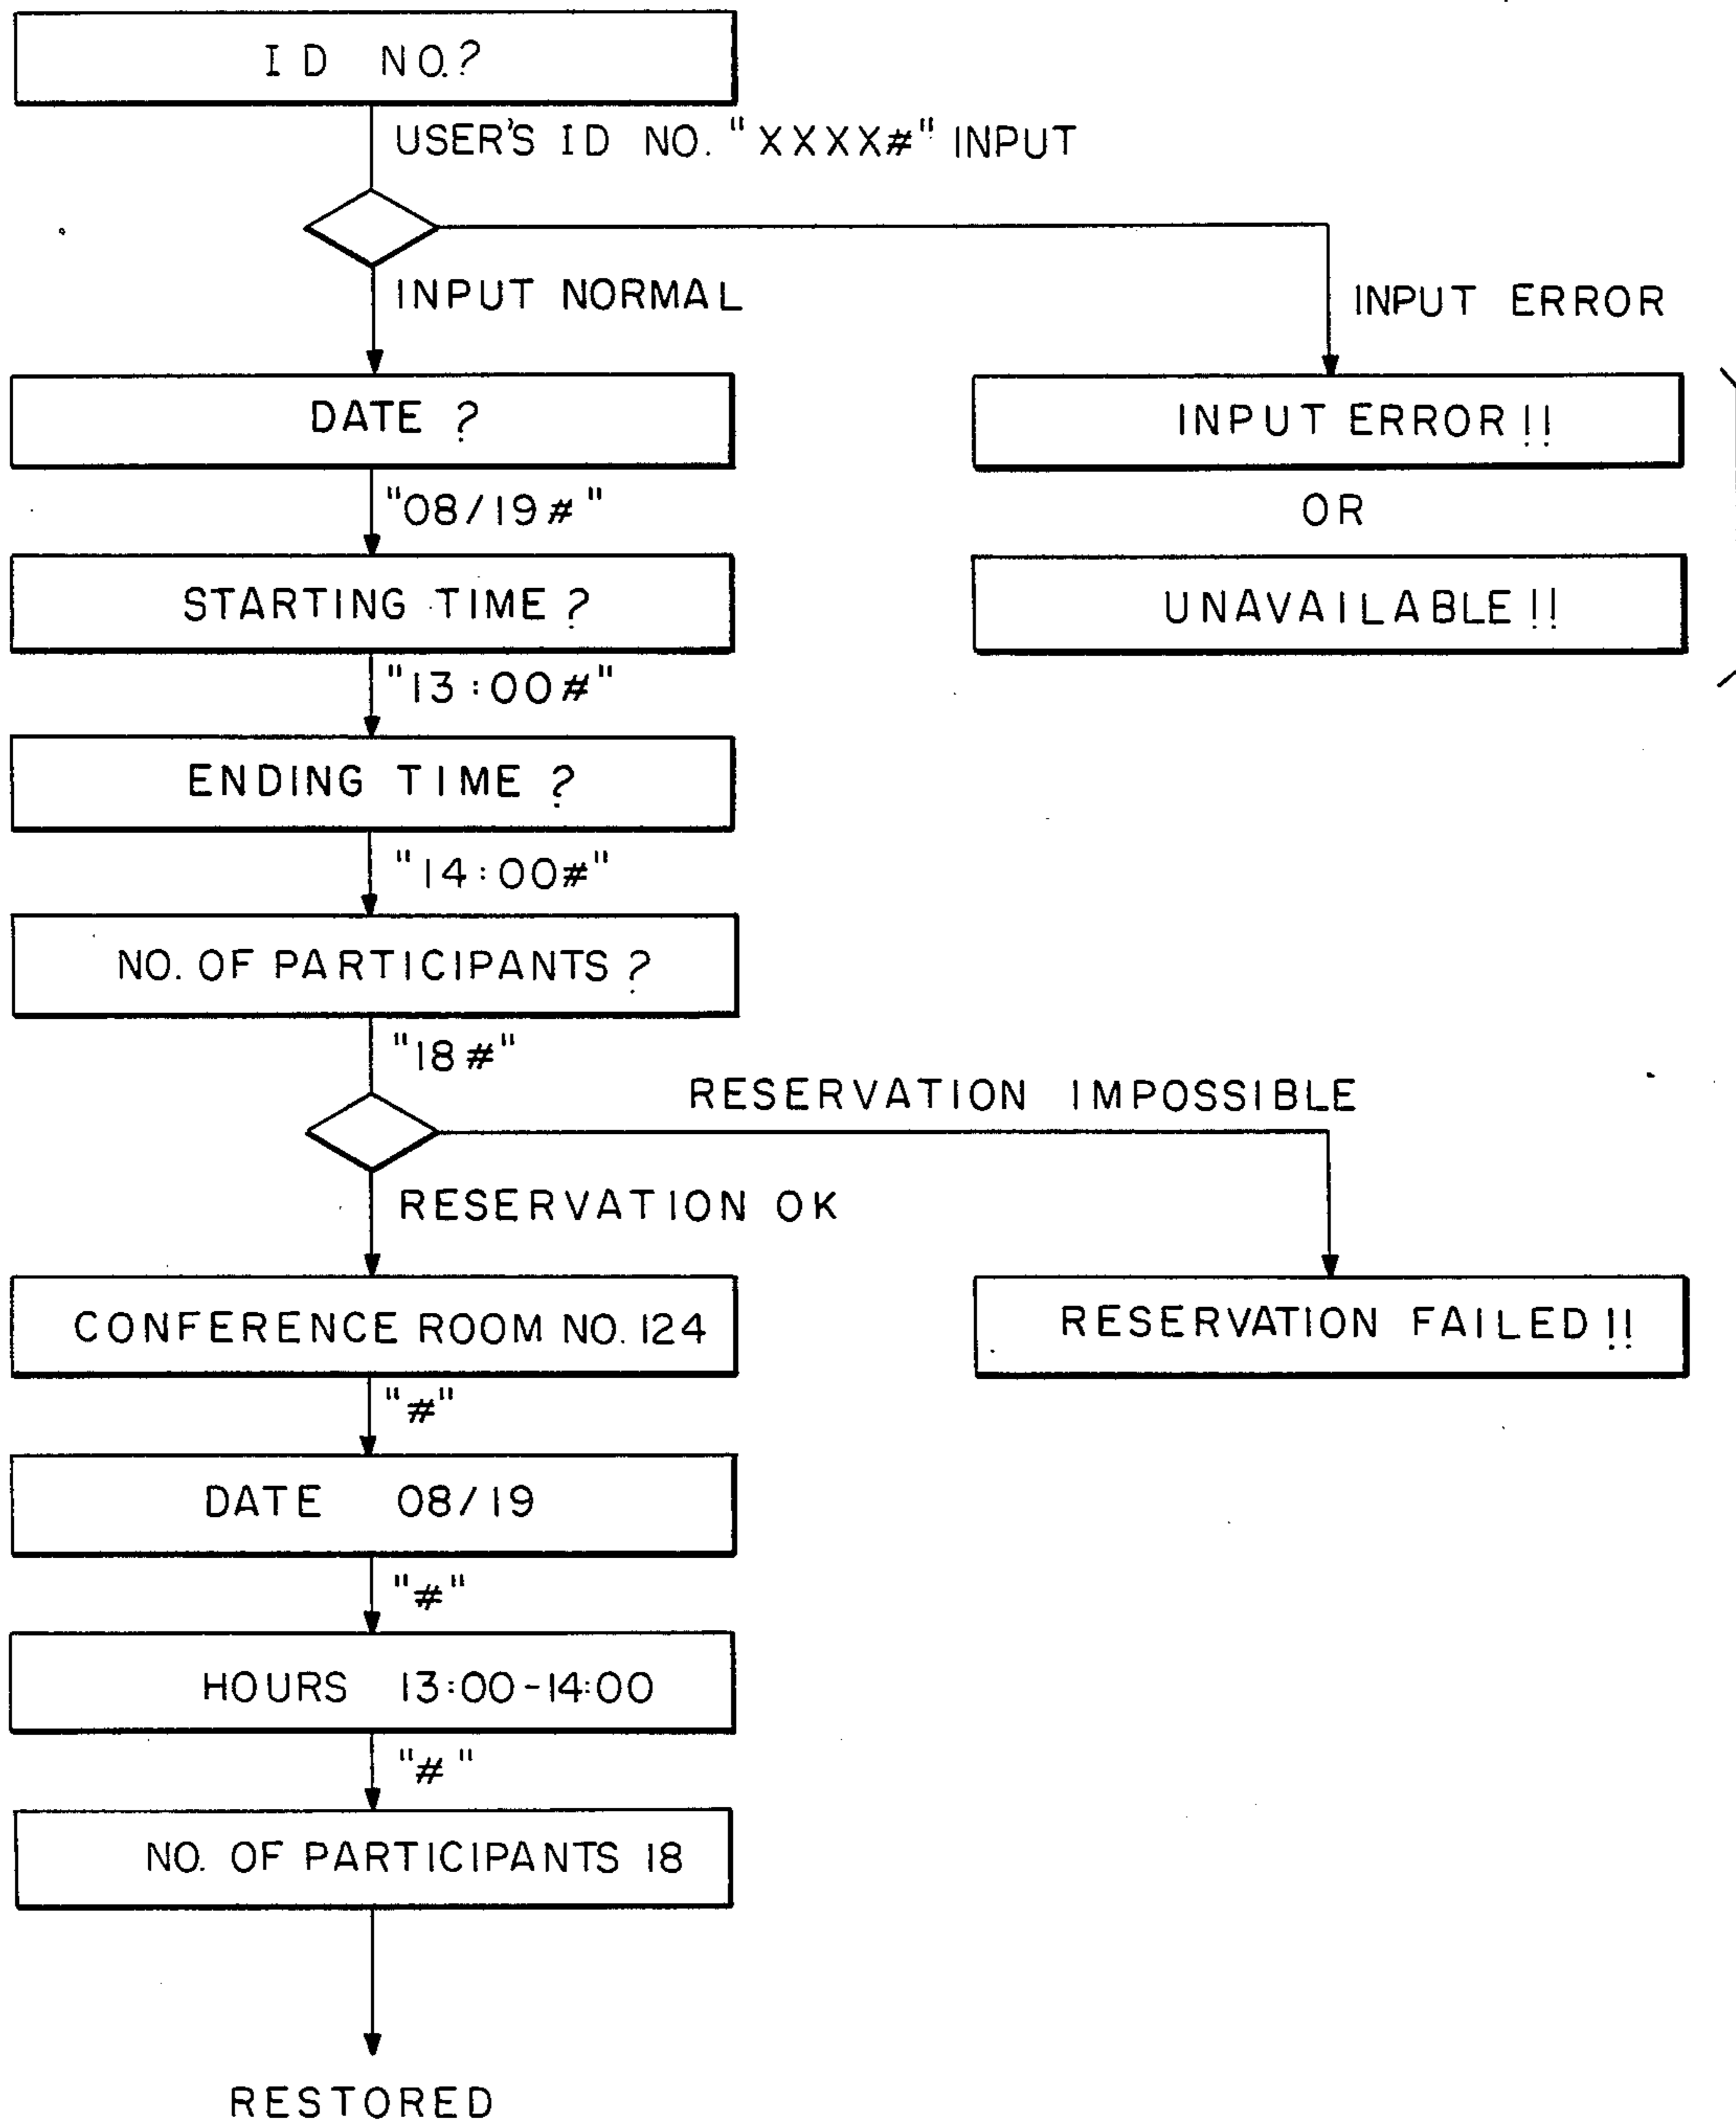 ID NO.?
USER'S ID NO. "XXXX#" INPUT
INPUT NORMAL
INPUT ERROR
DATE ?
INPUT ERROR!!
"08/19#"
OR
STARTING TIME ?
UNAVAILABLE!!
"13:00#"
ENDING TIME ?
"14:00#"
NO. OF PARTICIPANTS ?
"18#"
RESERVATION IMPOSSIBLE
RESERVATION OK
CONFERENCE ROOM NO. 124
RESERVATION FAILED!!
"#"
DATE 08/19
"#"
HOURS 13:00-14:00
"#"
NO. OF PARTICIPANTS 18
RESTORED